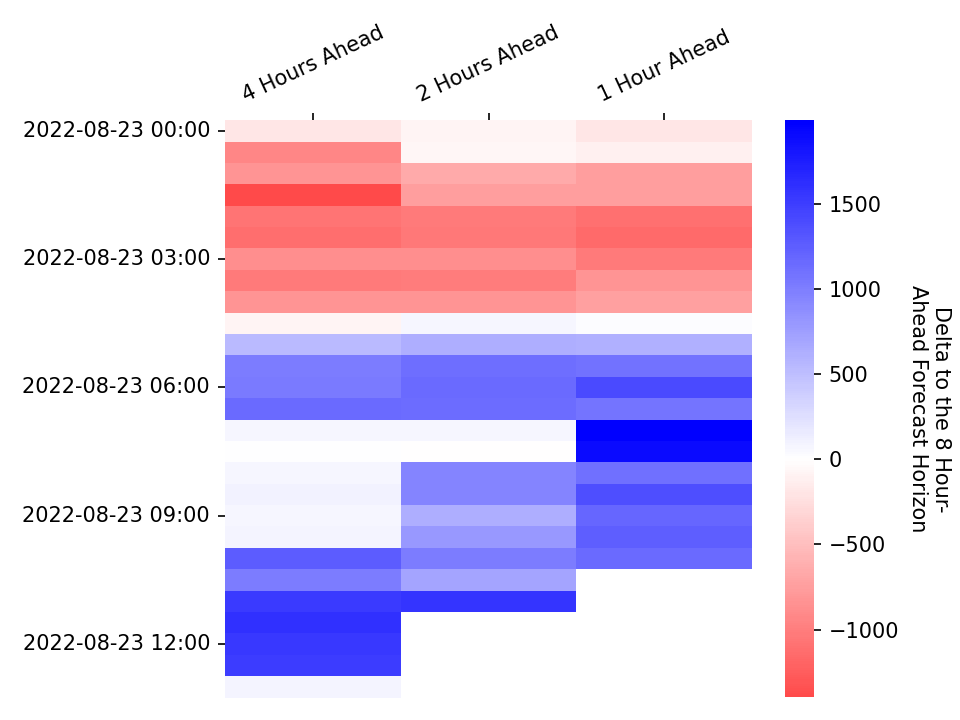 4 Hours Ahead
2 Hours Ahead
1 Hour Ahead
2022-08-23 00:00
2022-08-23 03:00
2022-08-23 06:00
2022-08-23 09:00
2022-08-23 12:00
1500
1000
500
0
−500
−1000
Delta to the 8 Hour-
Ahead Forecast Horizon